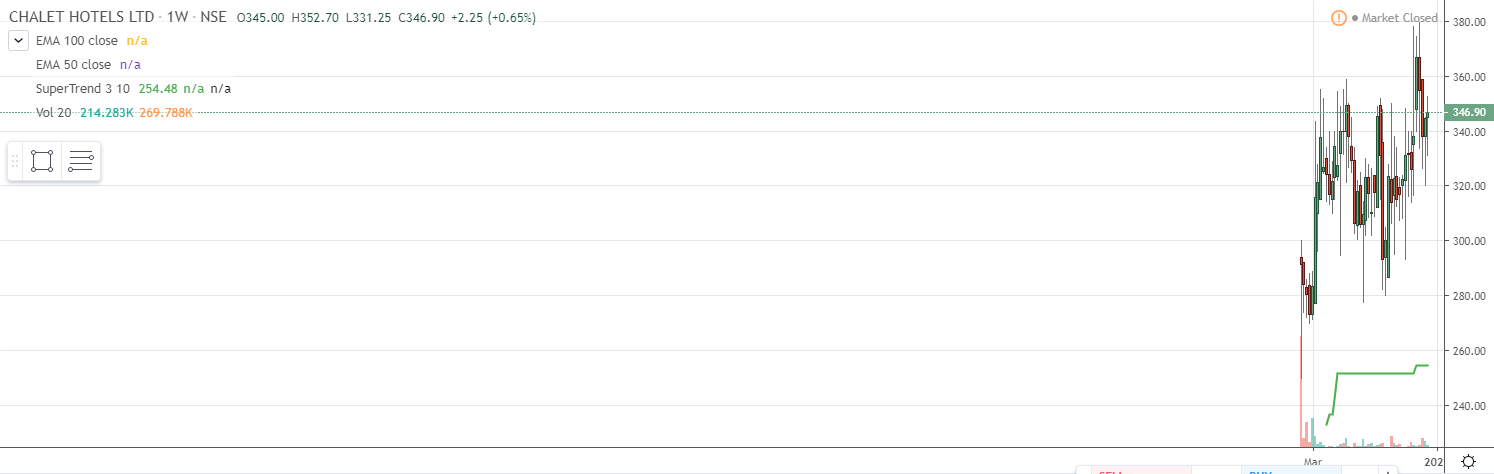 CHALET HOTELS LTD · 1W · NSE O345.00 H352.70 L331.25 C346.90 +2.25 (+0.65%)
! Market Closed
EMA 100 close n/a
EMA 50 close n/a
SuperTrend 3 10 254.48 n/a n/a
Vol 20 214.283K 269.788K
380.00
360.00
346.90
340.00
320.00
300.00
280.00
260.00
240.00
Mar 202